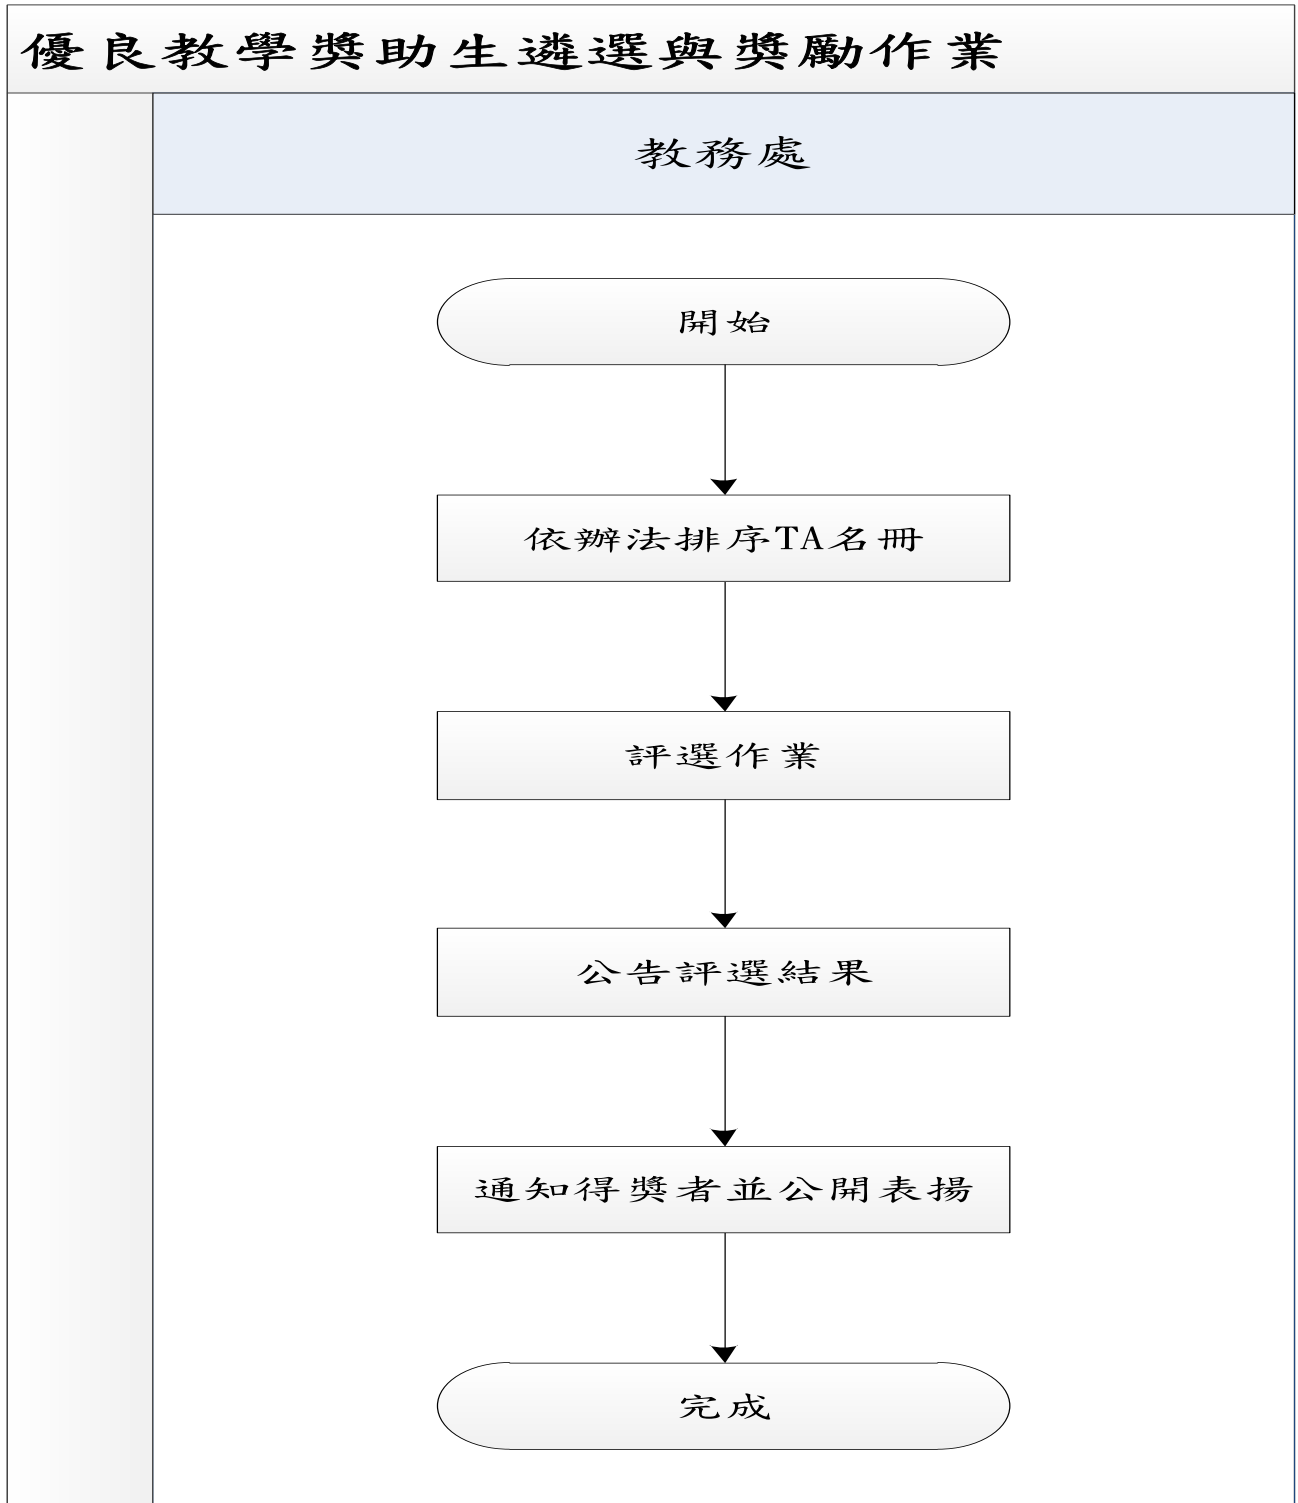 優良教學獎助生遴選與獎勵作業
教務處
開始
依辦法排序TA名冊
評選作業
公告評選結果
通知得獎者並公開表揚
完成